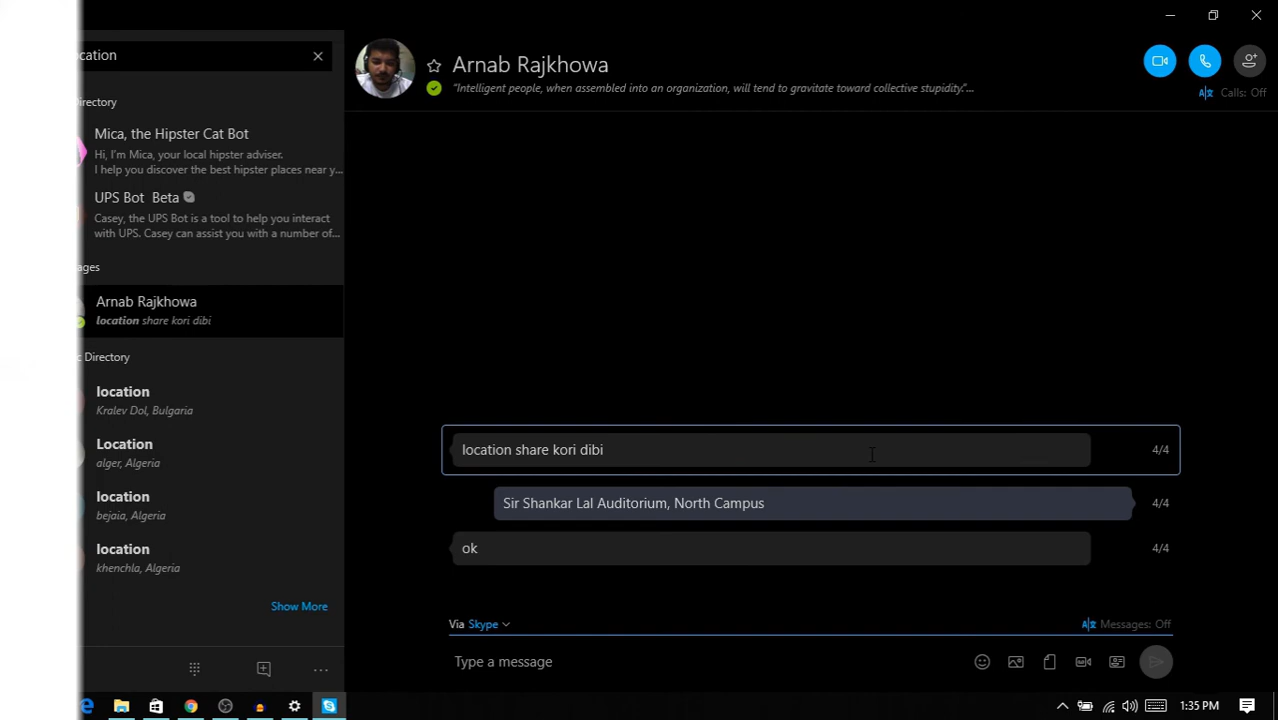 ocation
Directory
Mica, the Hipster Cat Bot
Hi, I'm Mica, your local hipster adviser.
I help you discover the best hipster places near y...
UPS Bot Beta
Casey, the UPS Bot is a tool to help you interact
with UPS. Casey can assist you with a number of...
ages
Arnab Rajkhowa
location share kori dibi
c Directory
location
Kralev Dol, Bulgaria
Location
alger, Algeria
location
bejaia, Algeria
location
khenchla, Algeria
Show More
Arnab Rajkhowa
"Intelligent people, when assembled into an organization, will tend to gravitate toward collective stupidity."...
Calls: Off
location share kori dibi
4/4
Sir Shankar Lal Auditorium, North Campus
4/4
ok
4/4
Via Skype
Messages: Off
Type a message
1:35 PM